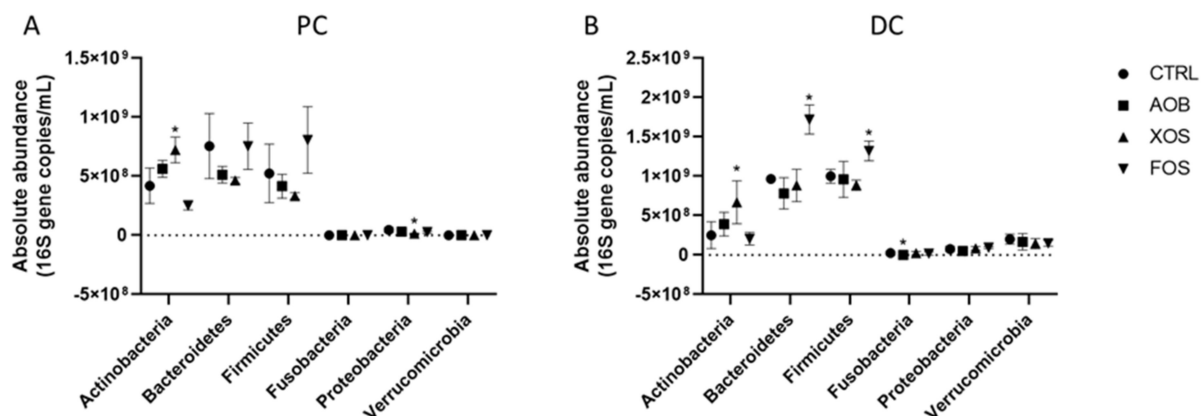 A
PC
Absolute abundance
(16S gene copies/mL)
1.5×10⁹
1×10⁹
5×10⁸
0
-5×10⁸
Actinobacteria
Bacteroidetes
Firmicutes
Fusobacteria
Proteobacteria
Verrucomicrobia
*
*
B
DC
Absolute abundance
(16S gene copies/mL)
2.5×10⁹
2×10⁹
1.5×10⁹
1×10⁹
5×10⁸
0
-5×10⁸
Actinobacteria
Bacteroidetes
Firmicutes
Fusobacteria
Proteobacteria
Verrucomicrobia
*
*
*
*
CTRL
AOB
XOS
FOS